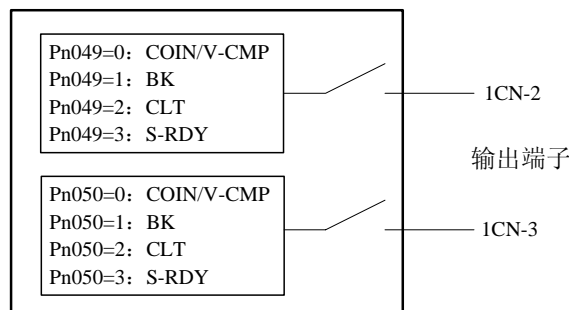 Pn049=0：COIN/V-CMP
Pn049=1：BK
Pn049=2：CLT
Pn049=3：S-RDY
1CN-2
输出端子
Pn050=0：COIN/V-CMP
Pn050=1：BK
Pn050=2：CLT
Pn050=3：S-RDY
1CN-3